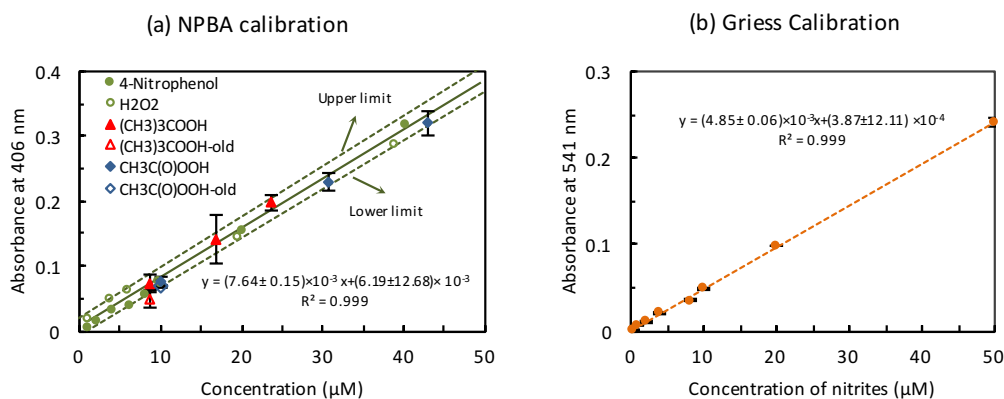 (a) NPBA calibration
Absorbance at 406 nm
0.4
0.3
0.2
0.1
0
4-Nitrophenol
H2O2
(CH3)3COOH
(CH3)3COOH-old
CH3C(O)OOH
CH3C(O)OOH-old
Upper limit
Lower limit
y = (7.64± 0.15)×10⁻³ x+(6.19±12.68)× 10⁻³
R² = 0.999
0 10 20 30 40 50
Concentration (μM)
(b) Griess Calibration
Absorbance at 541 nm
0.3
0.2
0.1
0
y = (4.85± 0.06)×10⁻³x+(3.87±12.11) ×10⁻⁴
R² = 0.999
0 10 20 30 40 50
Concentration of nitrites (μM)